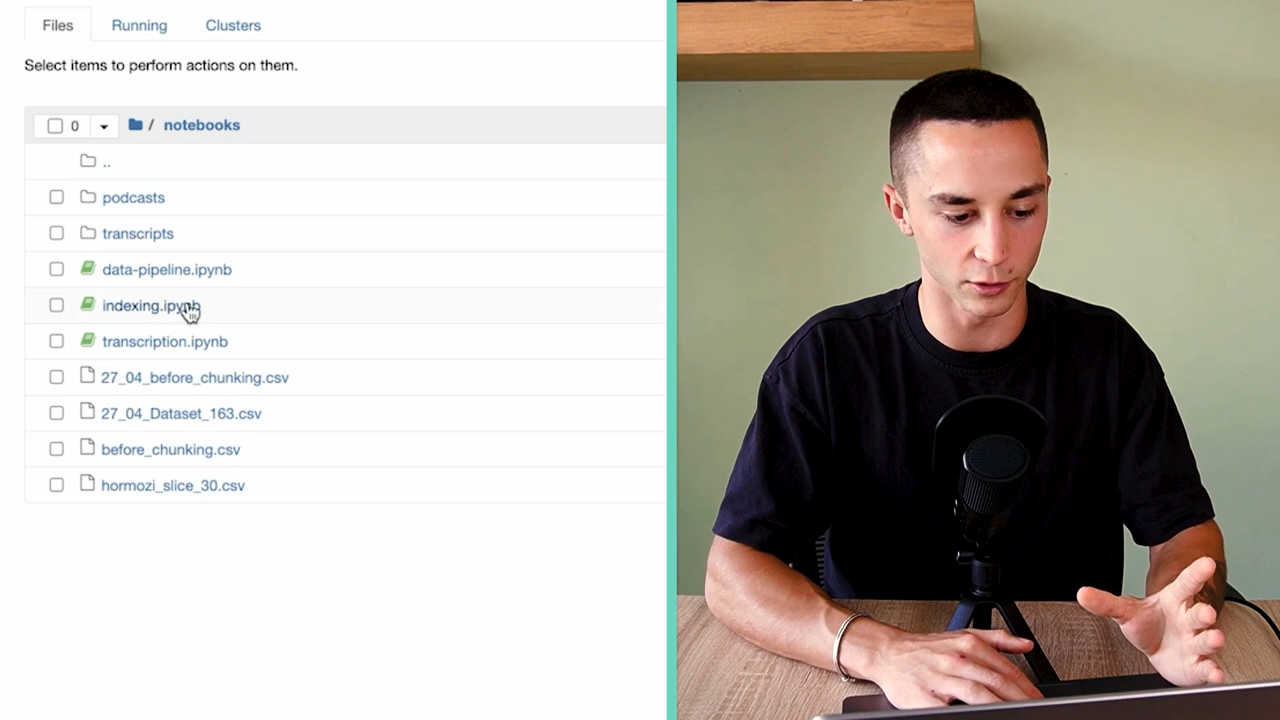 Files Running Clusters
Select items to perform actions on them.
0 / notebooks
..
podcasts
transcripts
data-pipeline.ipynb
indexing.ipynb
transcription.ipynb
27_04_before_chunking.csv
27_04_Dataset_163.csv
before_chunking.csv
hormozi_slice_30.csv